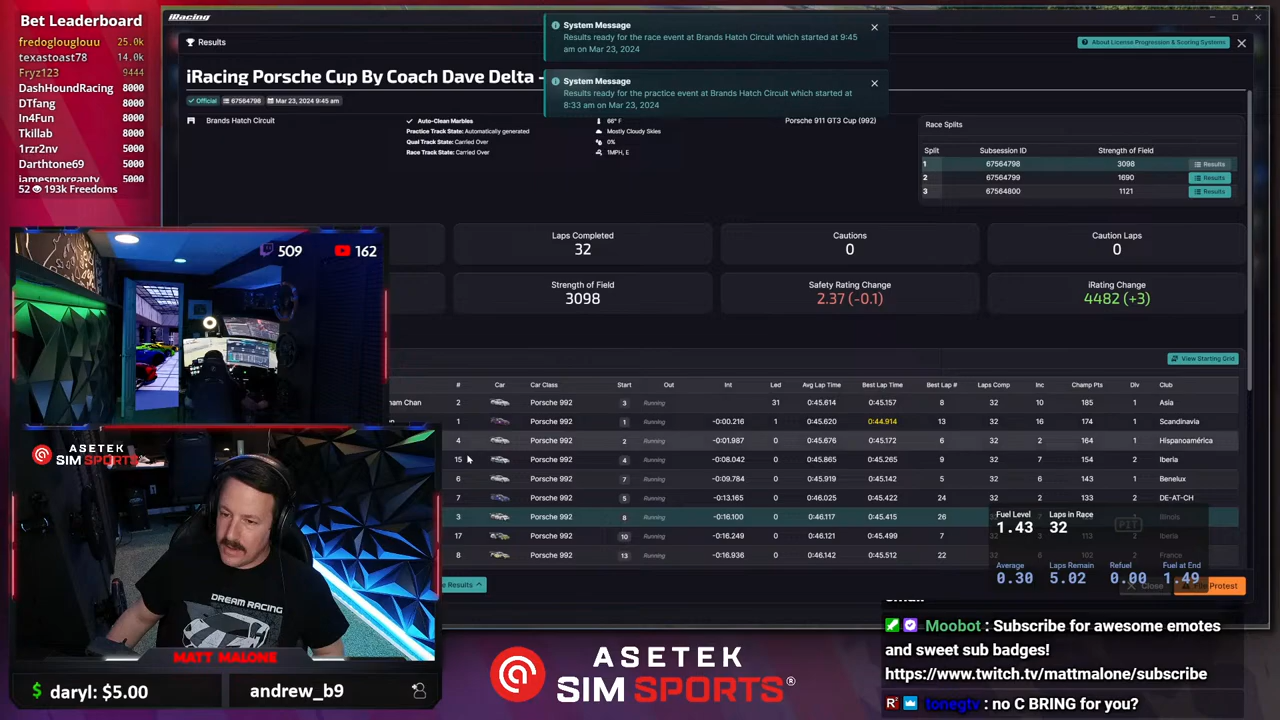 Bet Leaderboard
fredoglouglouu 25.0k
texastoast78 14.0k
Fryz123 9444
DashHoundRacing 8000
DTfang 8000
In4Fun 8000
Tkillab 8000
1rzr2nv 5000
Darthtone69 5000
jamesmorganty 5000
52 193k Freedoms
iRacing
Results
About License Progression & Scoring Systems
System Message
Results ready for the race event at Brands Hatch Circuit which started at 9:45
am on Mar 23, 2024
System Message
Results ready for the practice event at Brands Hatch Circuit which started at
8:33 am on Mar 23, 2024
iRacing Porsche Cup By Coach Dave Delta -
Official 67564798 Mar 23, 2024 9:45 am
Brands Hatch Circuit
Auto-Clean Marbles
Practice Track State: Automatically generated
Qual Track State: Carried Over
Race Track State: Carried Over
66° F
Mostly Cloudy Skies
0%
1MPH, E
Porsche 911 GT3 Cup (992)
Race Splits
Split Subsession ID Strength of Field
1 67564798 3098 Results
2 67564799 1690 Results
3 67564800 1121 Results
Laps Completed
32
Cautions
0
Caution Laps
0
Strength of Field
3098
Safety Rating Change
2.37 (-0.1)
iRating Change
4482 (+3)
View Starting Grid
# Car Car Class Start Out Int Led Avg Lap Time Best Lap Time Best Lap # Laps Comp Inc Champ Pts Div Club
Chan 2 Porsche 992 3 Running 31 0:45.614 0:45.157 8 32 10 185 1 Asia
1 Porsche 992 1 Running -0:00.216 1 0:45.620 0:44.914 13 32 16 174 1 Scandinavia
4 Porsche 992 2 Running -0:01.987 0 0:45.676 0:45.172 6 32 2 164 1 Hispanoamérica
15 Porsche 992 4 Running -0:08.042 0 0:45.865 0:45.265 9 32 7 154 2 Iberia
6 Porsche 992 7 Running -0:09.784 0 0:45.919 0:45.142 5 32 6 143 1 Benelux
7 Porsche 992 5 Running -0:13.165 0 0:46.025 0:45.422 24 32 2 133 2 DE-AT-CH
3 Porsche 992 8 Running -0:16.100 0 0:46.117 0:45.415 26 32 Illinois
17 Porsche 992 10 Running -0:16.249 0 0:46.121 0:45.499 7 32 113 2 Iberia
8 Porsche 992 13 Running -0:16.936 0 0:46.142 0:45.512 22 32 102 2 France
Results
Close
Protest
Fuel Level Laps in Race
1.43 32 PIT
Average Laps Remain Refuel Fuel at End
0.30 5.02 0.00 1.49
509 162
ASETEK
SIM SPORTS
DREAM RACING
MATT MALONE
$ daryl: $5.00
andrew_b9
ASETEK
SIM SPORTS®
Moobot : Subscribe for awesome emotes
and sweet sub badges!
https://www.twitch.tv/mattmalone/subscribe
tonegtv : no C BRING for you?